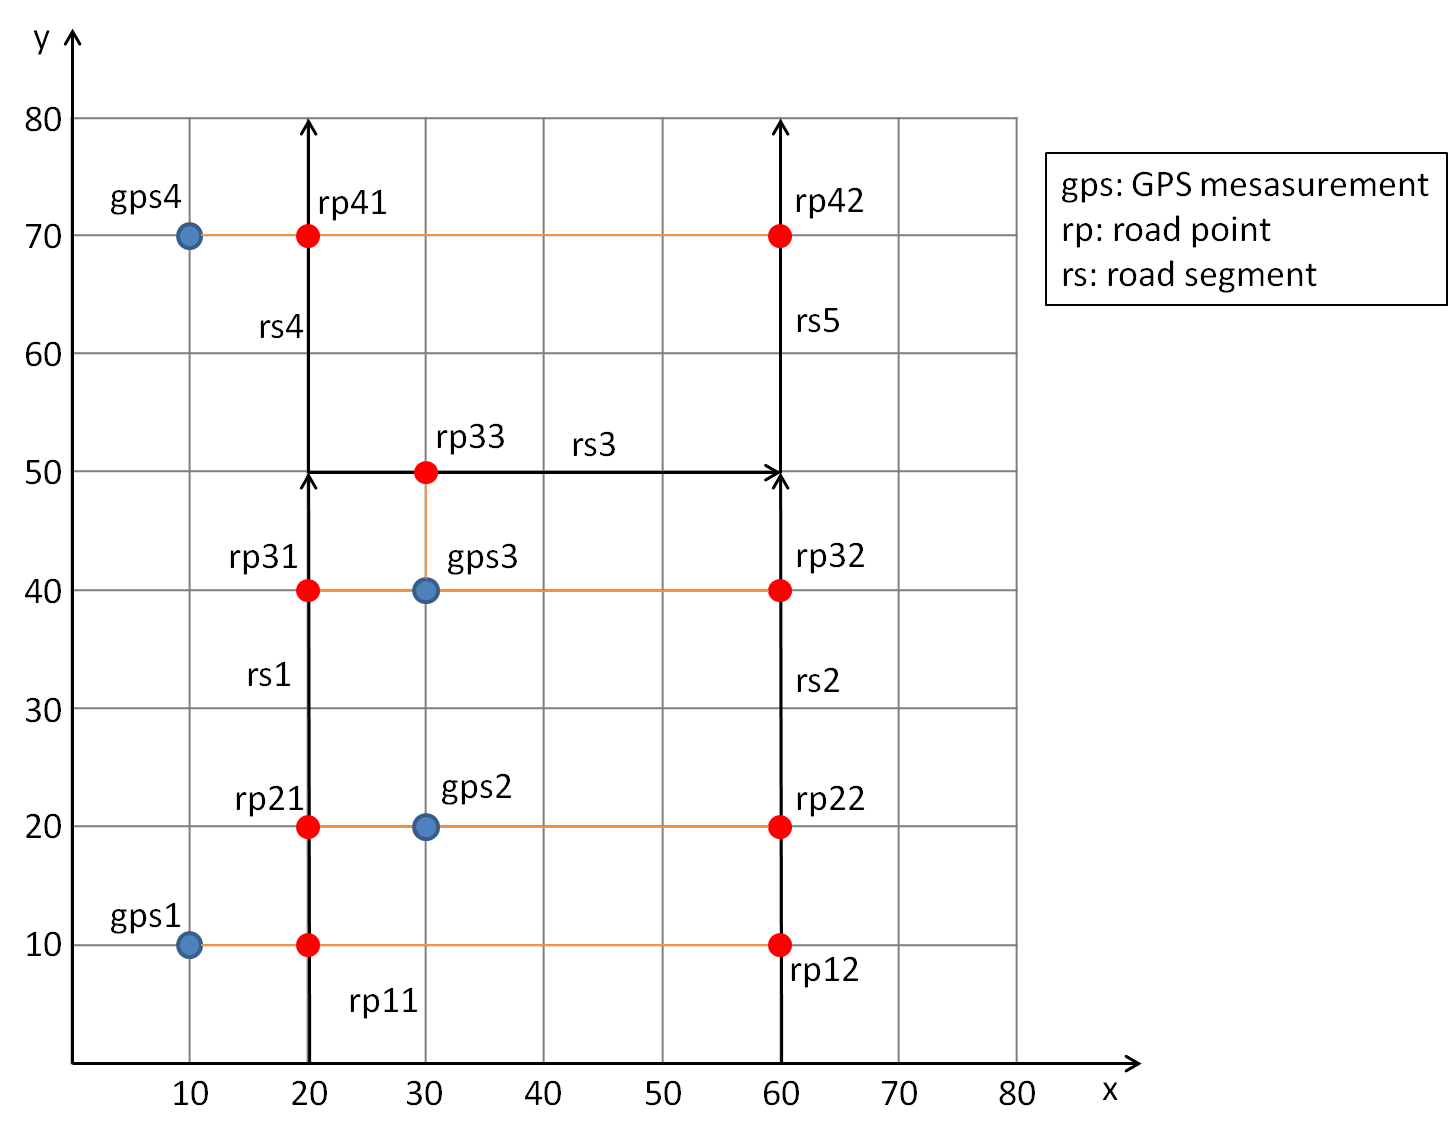 y
80
gps4
rp41
rp42
gps: GPS mesasurement
rp: road point
rs: road segment
70
rs4
rs5
60
rp33
rs3
50
rp31
gps3
rp32
40
rs1
rs2
30
rp21
gps2
rp22
20
gps1
10
rp11
rp12
10 20 30 40 50 60 70 80 x